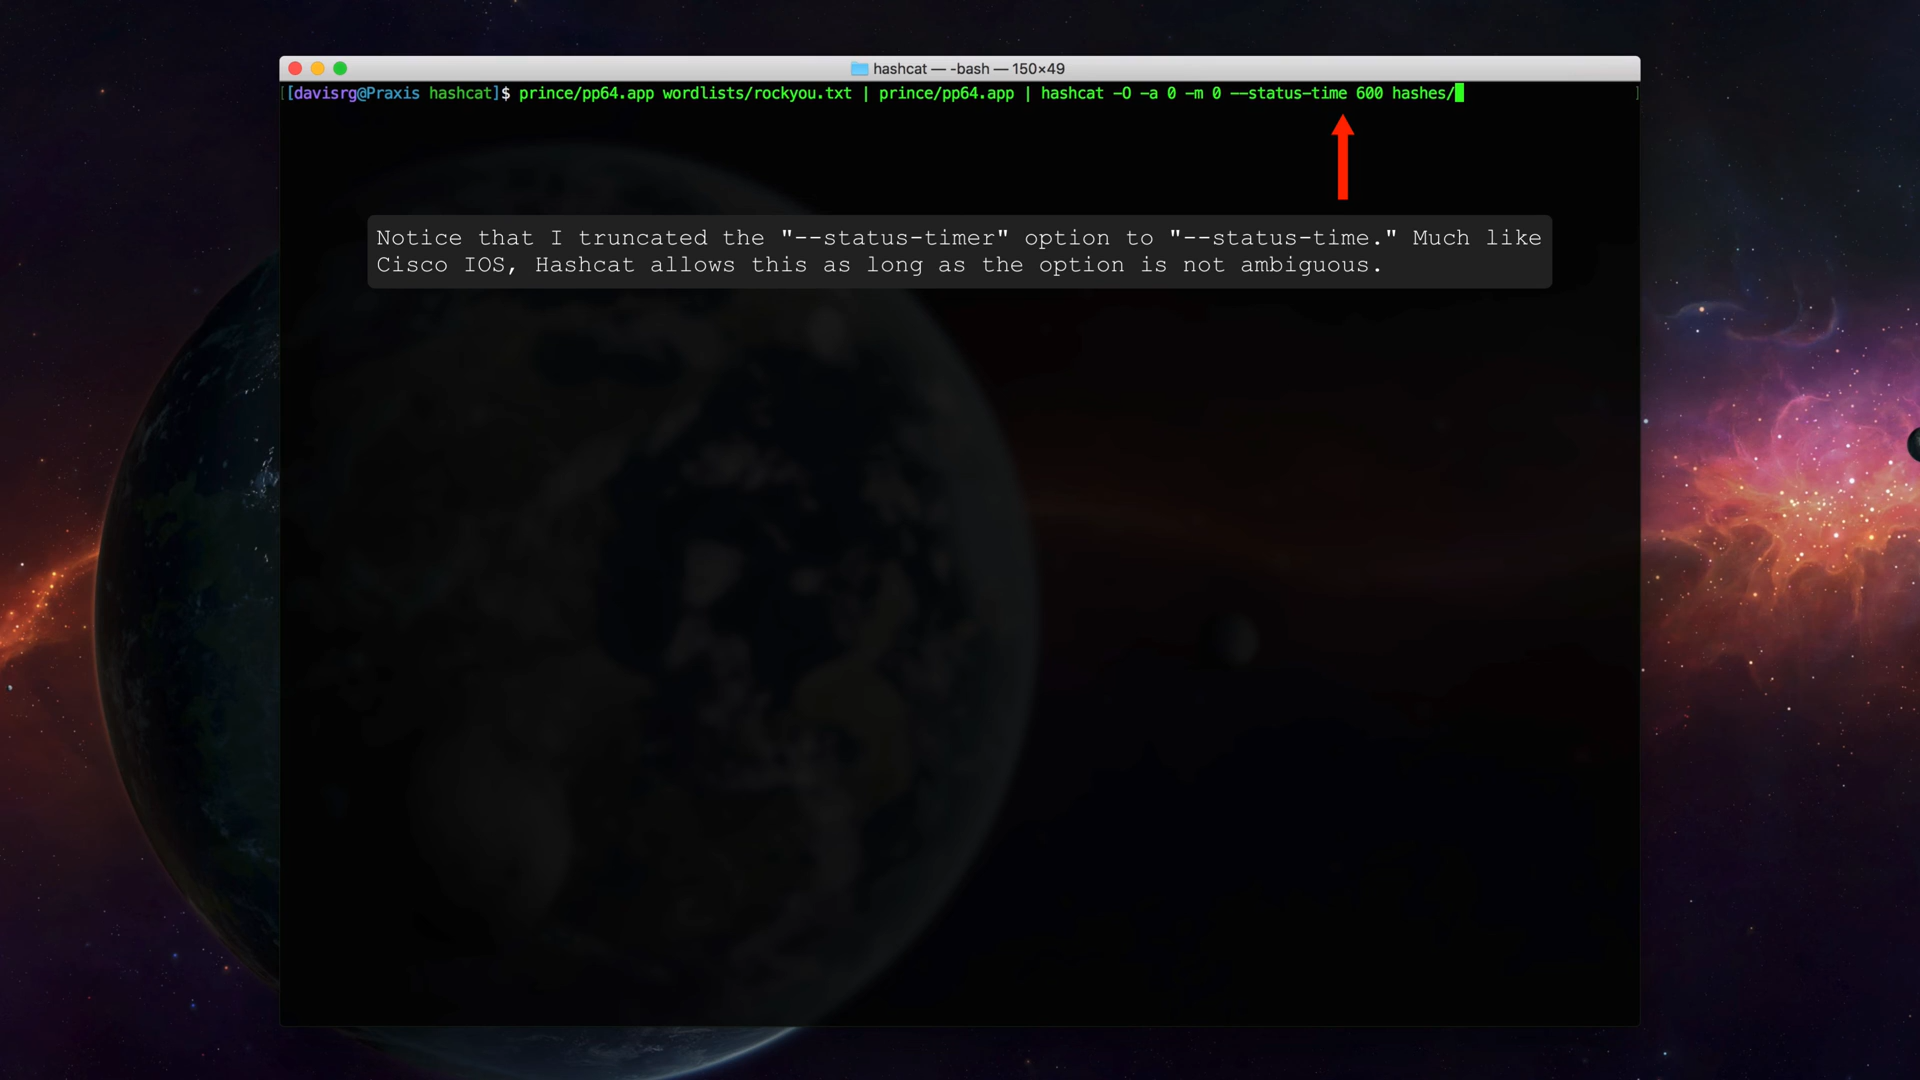 hashcat — -bash — 150×49
[[davisrg@Praxis hashcat]$ prince/pp64.app wordlists/rockyou.txt | prince/pp64.app | hashcat -O -a 0 -m 0 --status-time 600 hashes/ ]
Notice that I truncated the "--status-timer" option to "--status-time." Much like
Cisco IOS, Hashcat allows this as long as the option is not ambiguous.